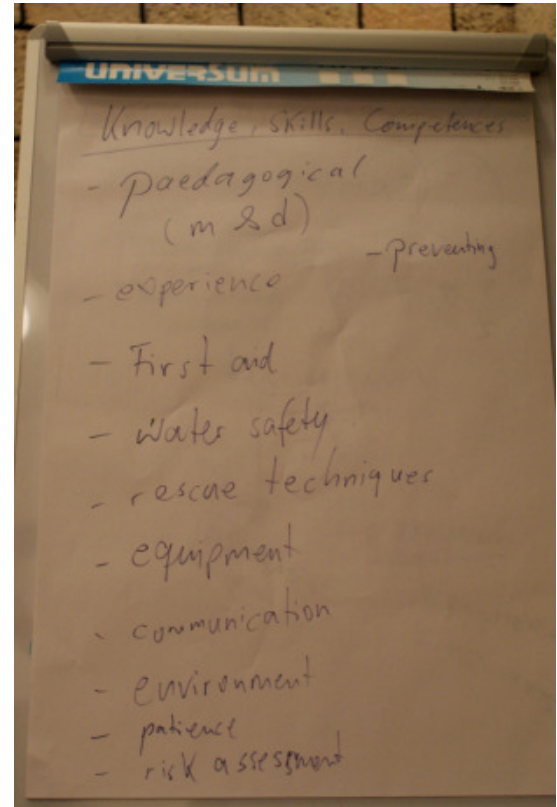 universum
Knowledge, Skills, Competences
- paedagogical
(m & d)
- preventing
- experience
- First aid
- Water safety
- rescue techniques
- equipment
- communication
- environment
- patience
- risk assessment